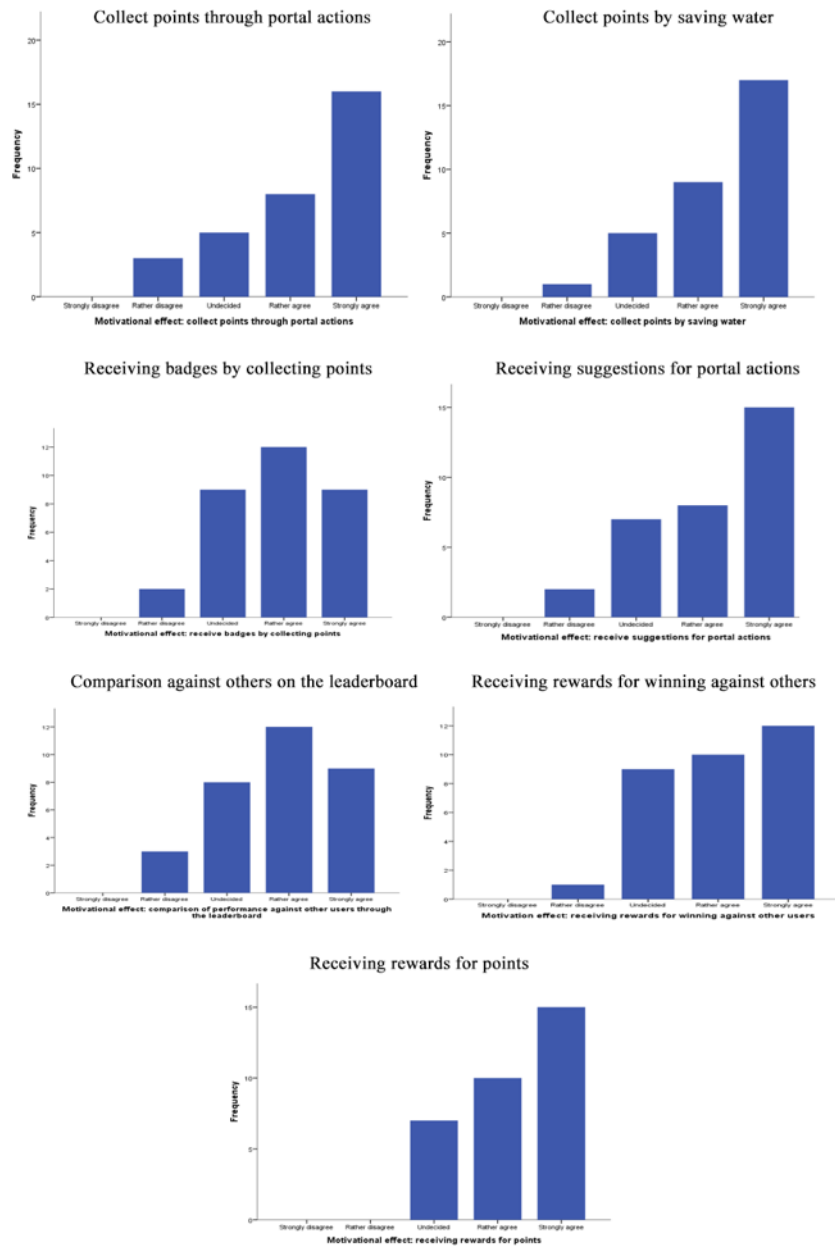 Collect points through portal actions
20
15
10
5
0
Frequency
Strongly disagree Rather disagree Undecided Rather agree Strongly agree
Motivational effect: collect points through portal actions
Collect points by saving water
20
15
10
5
0
Frequency
Strongly disagree Rather disagree Undecided Rather agree Strongly agree
Motivational effect: collect points by saving water
Receiving badges by collecting points
12
10
8
6
4
2
0
Frequency
Strongly disagree Rather disagree Undecided Rather agree Strongly agree
Motivational effect: receive badges by collecting points
Receiving suggestions for portal actions
15
10
5
0
Frequency
Strongly disagree Rather disagree Undecided Rather agree Strongly agree
Motivational effect: receive suggestions for portal actions
Comparison against others on the leaderboard
12
10
8
6
4
2
0
Frequency
Strongly disagree Rather disagree Undecided Rather agree Strongly agree
Motivational effect: comparison of performance against other users through
the leaderboard
Receiving rewards for winning against others
12
10
8
6
4
2
0
Frequency
Strongly disagree Rather disagree Undecided Rather agree Strongly agree
Motivation effect: receiving rewards for winning against other users
Receiving rewards for points
15
10
5
0
Frequency
Strongly disagree Rather disagree Undecided Rather agree Strongly agree
Motivational effect: receiving rewards for points